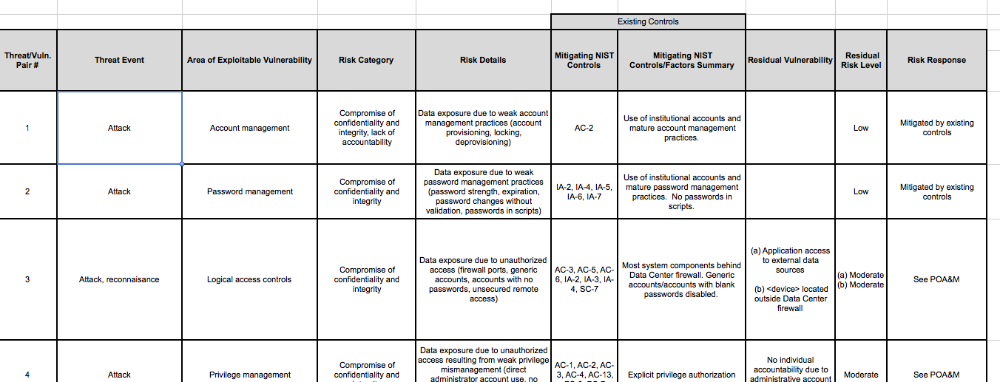 Existing Controls
Threat/Vuln.
Pair #
Threat Event
Area of Exploitable Vulnerability
Risk Category
Risk Details
Mitigating NIST
Controls
Mitigating NIST
Controls/Factors Summary
Residual Vulnerability
Residual
Risk Level
Risk Response
1
Attack
Account management
Compromise of
confidentiality and
integrity, lack of
accountability
Data exposure due to weak account
management practices (account
provisioning, locking,
deprovisioning)
AC-2
Use of institutional accounts and
mature account management
practices.
Low
Mitigated by existing
controls
2
Attack
Password management
Compromise of
confidentiality and
integrity
Data exposure due to weak
password management practices
(password strength, expiration,
password changes without
validation, passwords in scripts)
IA-2, IA-4, IA-5,
IA-6, IA-7
Use of institutional accounts and
mature password management
practices. No passwords in
scripts.
Low
Mitigated by existing
controls
3
Attack, reconnaisance
Logical access controls
Compromise of
confidentiality and
integrity
Data exposure due to unauthorized
access (firewall ports, generic
accounts, accounts with no
passwords, unsecured remote
access)
AC-3, AC-5, AC-
6, IA-2, IA-3, IA-
4, SC-7
Most system components behind
Data Center firewall. Generic
accounts/accounts with blank
passwords disabled.
(a) Application access
to external data
sources
(b) <device> located
outside Data Center
firewall
(a) Moderate
(b) Moderate
See POA&M
4
Attack
Privilege management
Compromise of
confidentiality and
Data exposure due to unauthorized
access resulting from weak privilege
mismanagement (direct
administrator account use, no
AC-1, AC-2, AC-
3, AC-4, AC-13,
Explicit privilege authorization
No individual
accountability due to
administrative account
Moderate
See POA&M